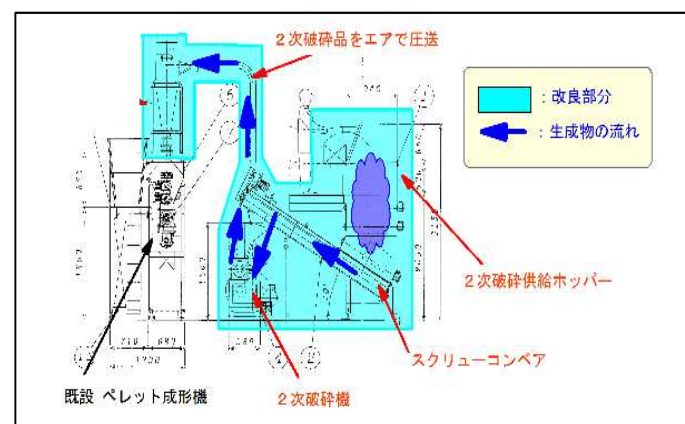 2次破砕品をエアで圧送
：改良部分
：生成物の流れ
2次破砕供給ホッパー
スクリューコンベア
既設 ペレット成形機
2次破砕機